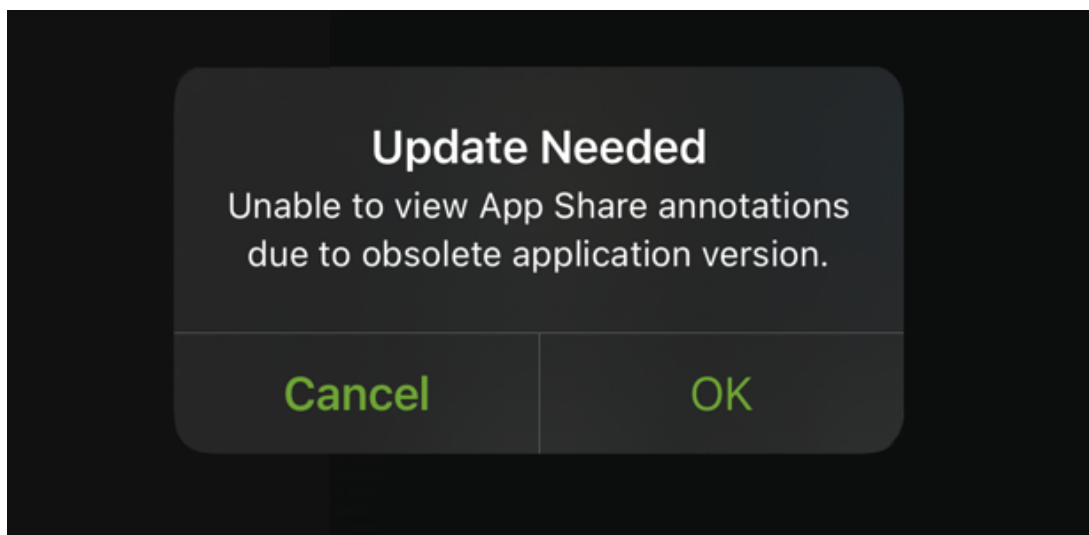 Update Needed
Unable to view App Share annotations
due to obsolete application version.
Cancel
OK